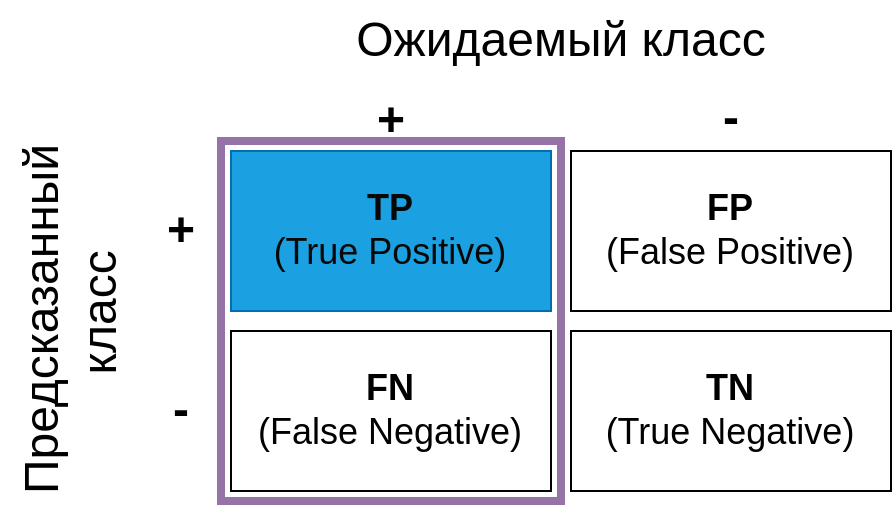 Ожидаемый класс
+ -
Предсказанный
класс
+
TP
(True Positive)
FP
(False Positive)
-
FN
(False Negative)
TN
(True Negative)